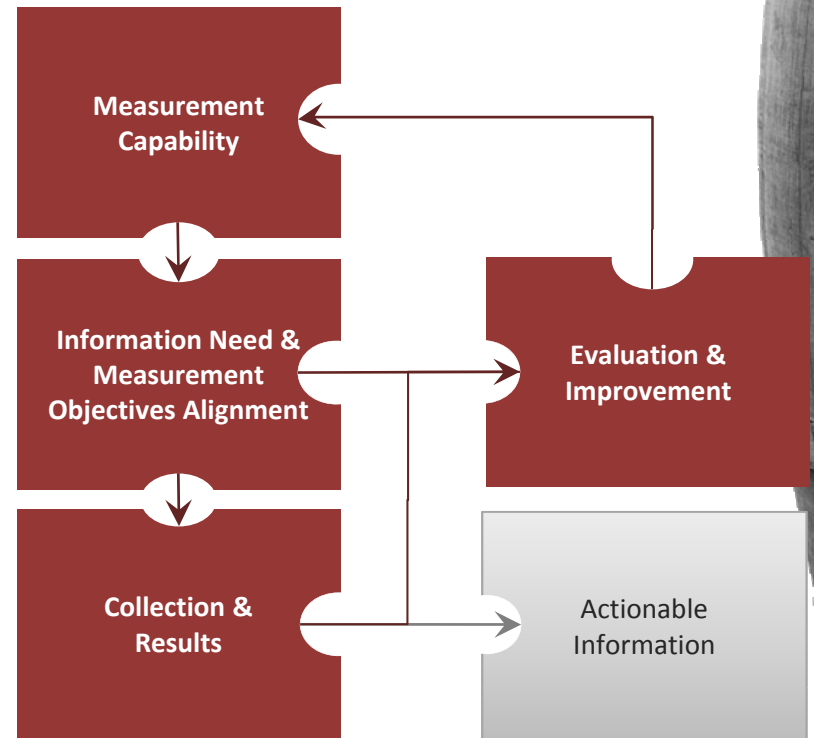 Measurement
Capability
Information Need &
Measurement
Objectives Alignment
Evaluation &
Improvement
Collection &
Results
Actionable
Information